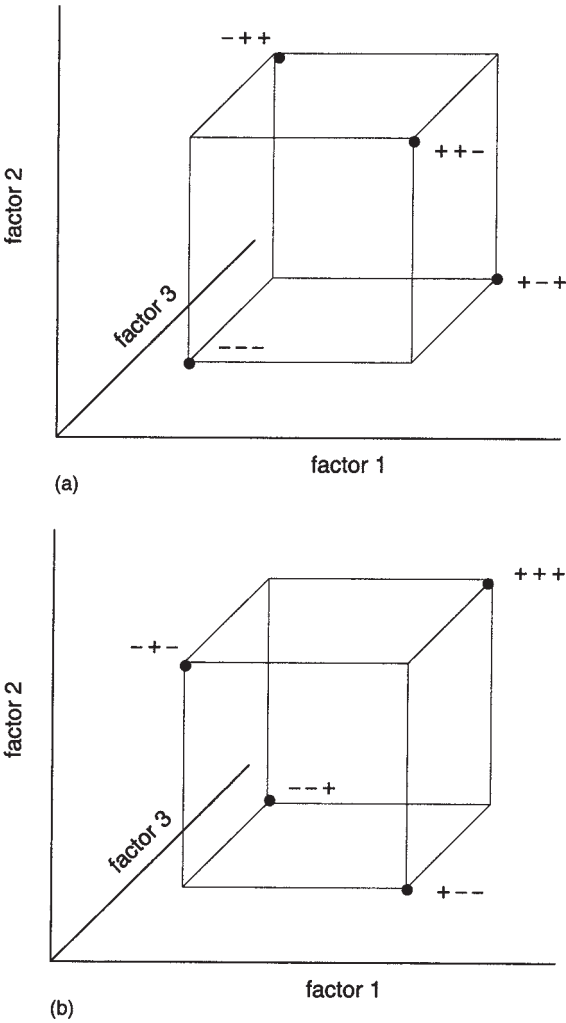 − + +
+ + −
factor 2
+ − +
factor 3
− − −
factor 1
(a)
+ + +
− + −
factor 2
− − +
factor 3
+ − −
factor 1
(b)